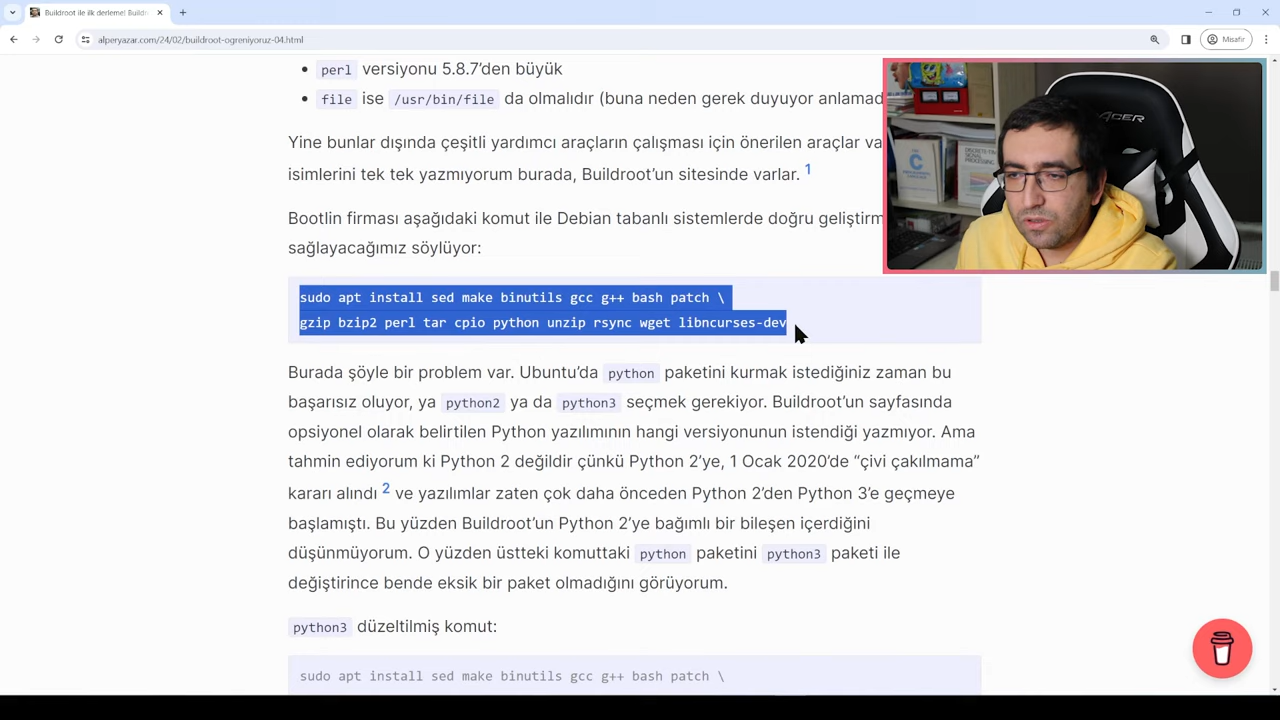 Buildroot ile ilk derleme! Buildr
alperyazar.com/24/02/buildroot-ogreniyoruz-04.html
Misafir
perl versiyonu 5.8.7’den büyük
file ise /usr/bin/file da olmalıdır (buna neden gerek duyuyor anlamad
Yine bunlar dışında çeşitli yardımcı araçların çalışması için önerilen araçlar va
isimlerini tek tek yazmıyorum burada, Buildroot’un sitesinde varlar. 1
Bootlin firması aşağıdaki komut ile Debian tabanlı sistemlerde doğru geliştirm
sağlayacağımız söylüyor:
sudo apt install sed make binutils gcc g++ bash patch \
gzip bzip2 perl tar cpio python unzip rsync wget libncurses-dev
Burada şöyle bir problem var. Ubuntu’da python paketini kurmak istediğiniz zaman bu
başarısız oluyor, ya python2 ya da python3 seçmek gerekiyor. Buildroot’un sayfasında
opsiyonel olarak belirtilen Python yazılımının hangi versiyonunun istendiği yazmıyor. Ama
tahmin ediyorum ki Python 2 değildir çünkü Python 2’ye, 1 Ocak 2020’de “çivi çakılmama”
kararı alındı 2 ve yazılımlar zaten çok daha önceden Python 2’den Python 3’e geçmeye
başlamıştı. Bu yüzden Buildroot’un Python 2’ye bağımlı bir bileşen içerdiğini
düşünmüyorum. O yüzden üstteki komuttaki python paketini python3 paketi ile
değiştirince bende eksik bir paket olmadığını görüyorum.
python3 düzeltilmiş komut:
sudo apt install sed make binutils gcc g++ bash patch \
ACER